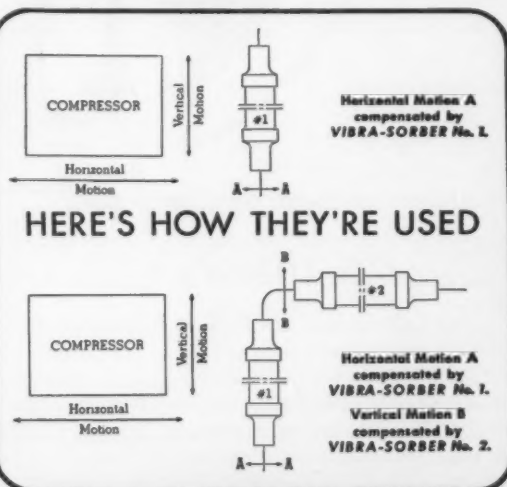 COMPRESSOR
Vertical
Motion
Horizontal
Motion
#1
A A
Horizontal Motion A
compensated by
VIBRA-SORBER No. 1.
HERE'S HOW THEY'RE USED
COMPRESSOR
Vertical
Motion
Horizontal
Motion
B
B
#2
#1
A A
Horizontal Motion A
compensated by
VIBRA-SORBER No. 1.
Vertical Motion B
compensated by
VIBRA-SORBER No. 2.